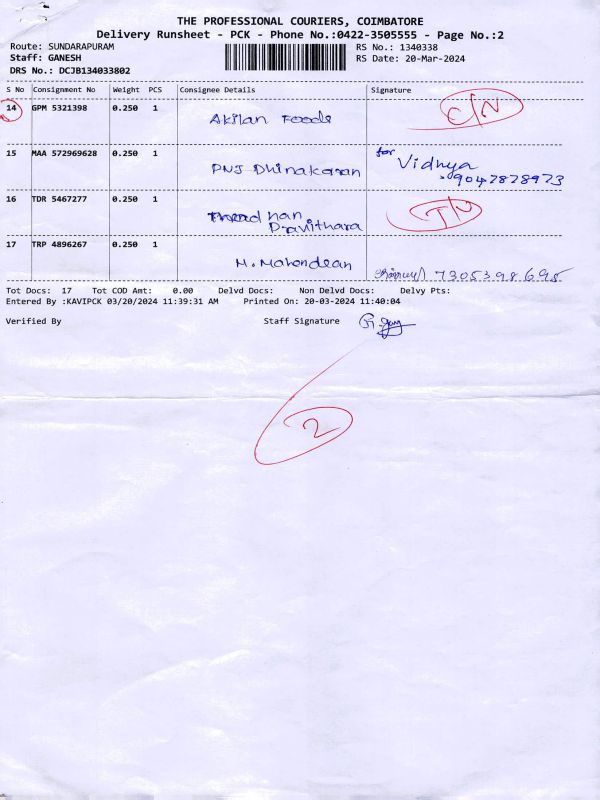 THE PROFESSIONAL COURIERS, COIMBATORE
Delivery Runsheet - PCK - Phone No.:0422-3505555 - Page No.:2
Route: SUNDARAPURAM RS No.: 1340338
Staff: GANESH RS Date: 20-Mar-2024
DRS No.: DCJB134033802
S No Consignment No Weight PCS Consignee Details Signature
14 GPM 5321398 0.250 1 Akilan Foods C/N
15 MAA 572969628 0.250 1 PNJ Dhinakaran for Vidhya
9047878973
16 TDR 5467277 0.250 1
17 TRP 4896267 0.250 1 7305398695
Tot Docs: 17 Tot COD Amt: 0.00 Delvd Docs: Non Delvd Docs: Delvy Pts:
Entered By :KAVIPCK 03/20/2024 11:39:31 AM Printed On: 20-03-2024 11:40:04
Verified By Staff Signature
2